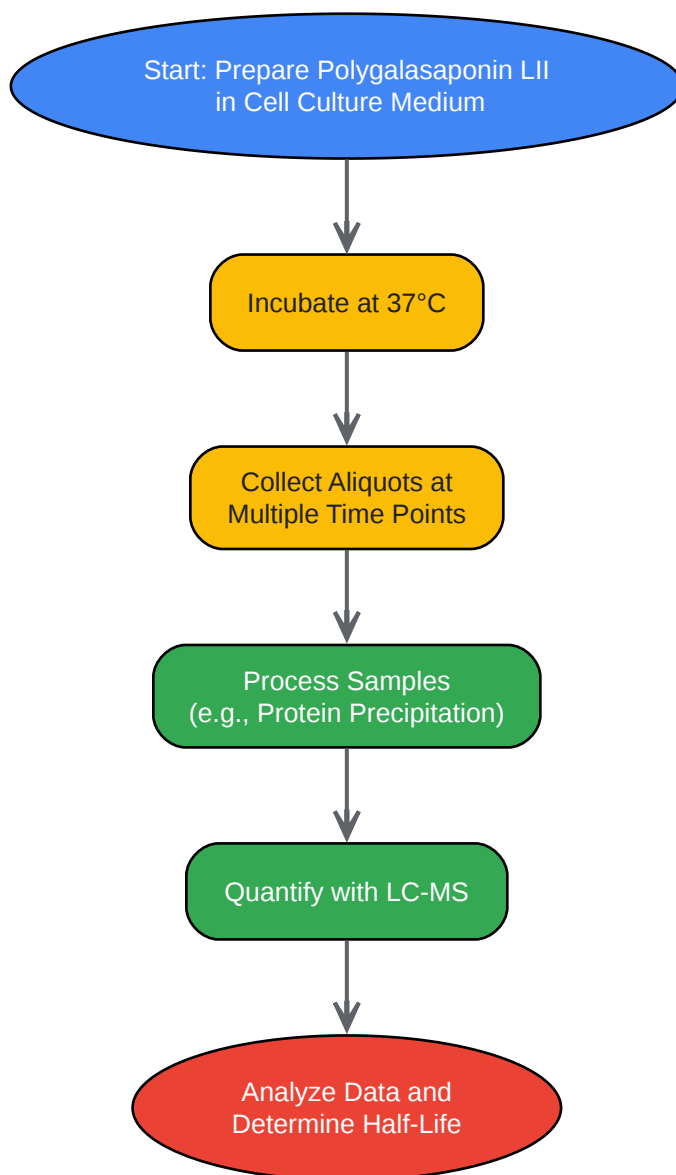 Start: Prepare Polygalasaponin LII
in Cell Culture Medium
Incubate at 37°C
Collect Aliquots at
Multiple Time Points
Process Samples
(e.g., Protein Precipitation)
Quantify with LC-MS
Analyze Data and
Determine Half-Life